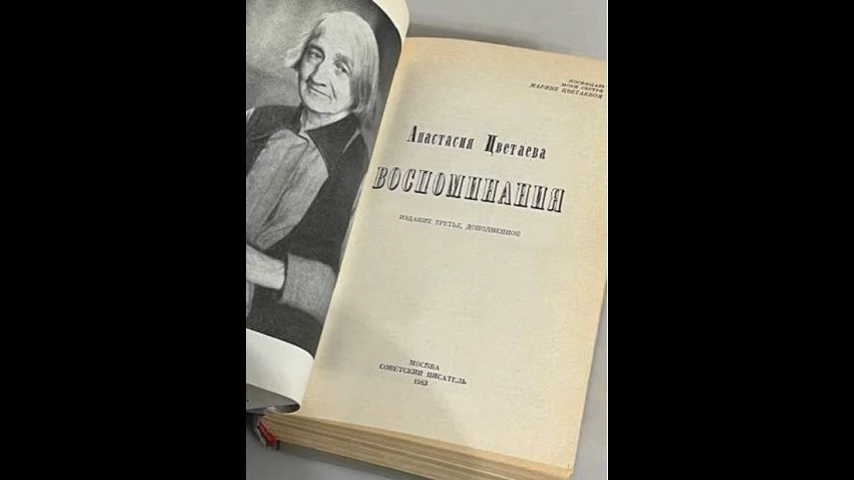 ПОСВЯЩАЮ
МОЕЙ СЕСТРЕ
МАРИНЕ ЦВЕТАЕВОЙ
Анастасия Цветаева
ВОСПОМИНАНИЯ
ИЗДАНИЕ ТРЕТЬЕ, ДОПОЛНЕННОЕ
МОСКВА
СОВЕТСКИЙ ПИСАТЕЛЬ
1983